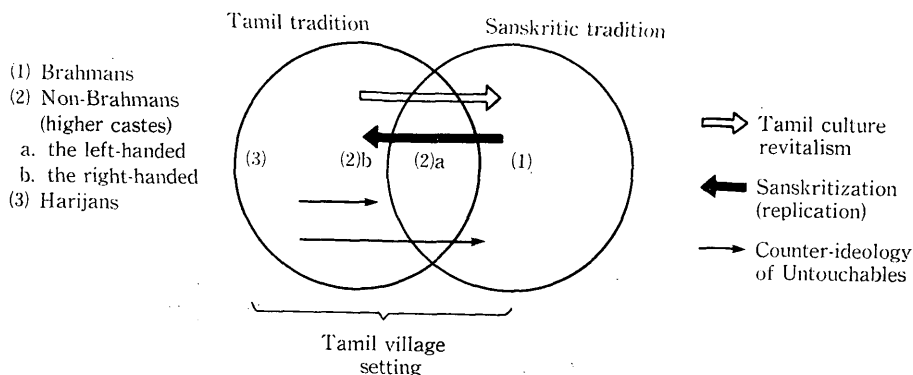 Tamil tradition
Sanskritic tradition
(1) Brahmans
(2) Non-Brahmans
(higher castes)
a. the left-handed
b. the right-handed
(3) Harijans
(3)
(2)b
(2)a
(1)
Tamil culture
revitalism
Sanskritization
(replication)
Counter-ideology
of Untouchables
Tamil village
setting